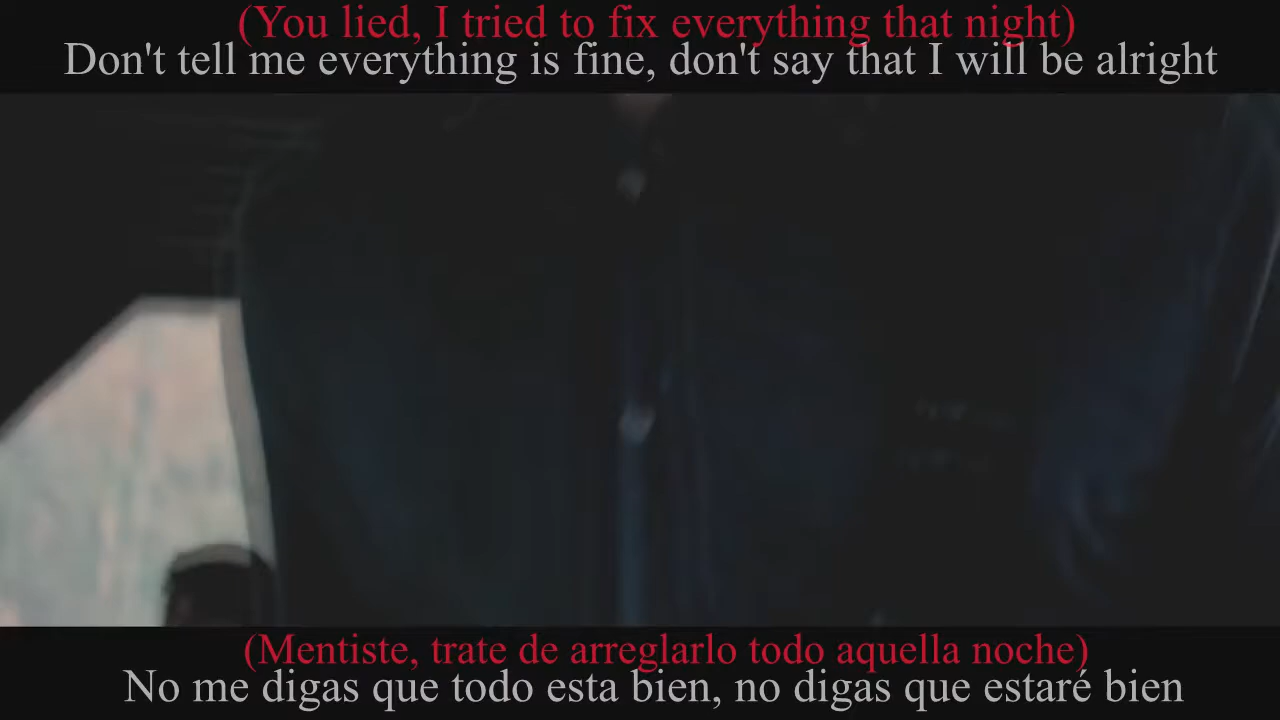 (You lied, I tried to fix everything that night)
Don't tell me everything is fine, don't say that I will be alright
(Mentiste, trate de arreglarlo todo aquella noche)
No me digas que todo esta bien, no digas que estaré bien